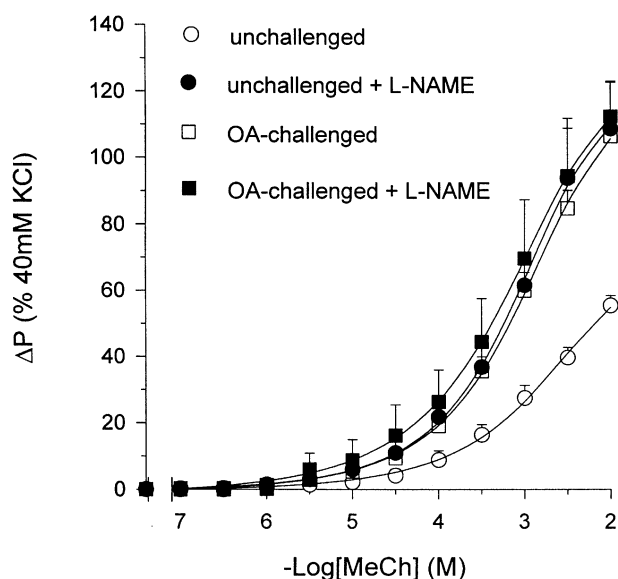 140
120
100
80
60
40
20
0
ΔP (% 40mM KCl)
unchallenged
unchallenged + L-NAME
OA-challenged
OA-challenged + L-NAME
7 6 5 4 3 2
-Log[MeCh] (M)